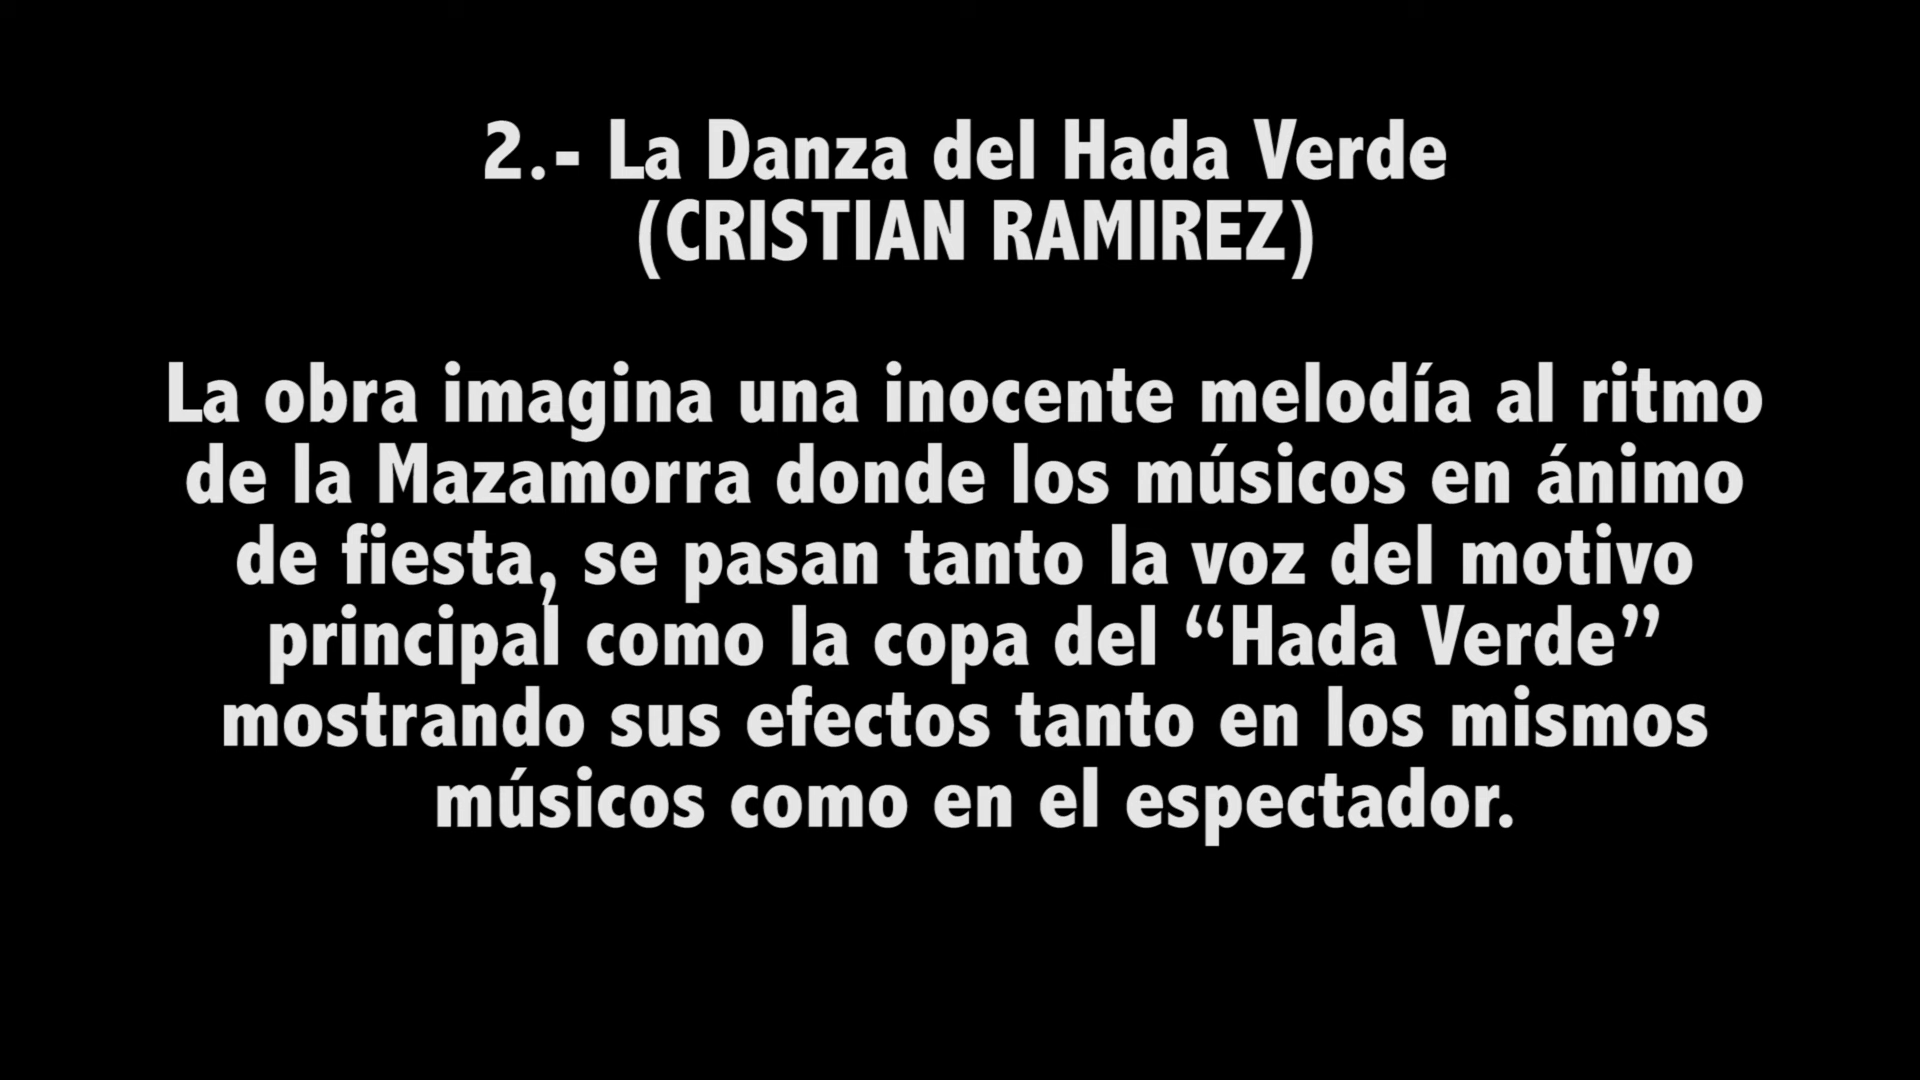 2.- La Danza del Hada Verde
(CRISTIAN RAMIREZ)
La obra imagina una inocente melodía al ritmo
de la Mazamorra donde los músicos en ánimo
de fiesta, se pasan tanto la voz del motivo
principal como la copa del “Hada Verde”
mostrando sus efectos tanto en los mismos
músicos como en el espectador.